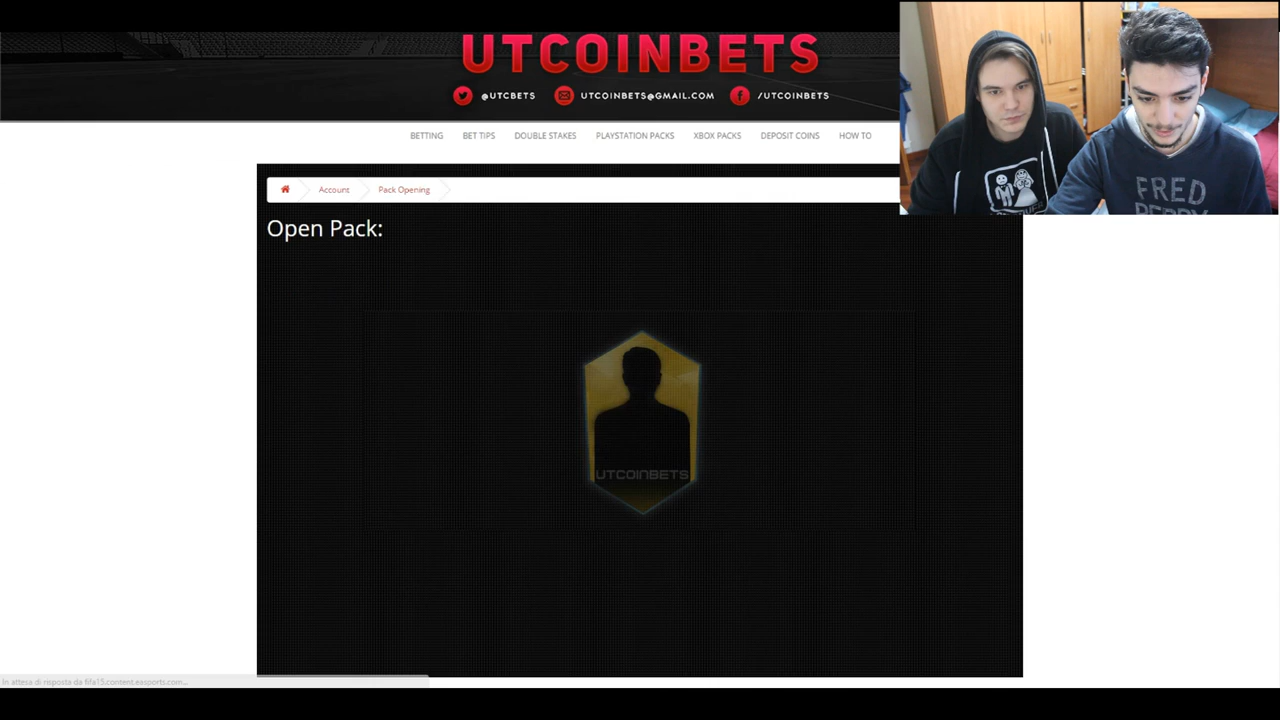 UTCOINBETS
@UTCBETS UTCOINBETS@GMAIL.COM /UTCOINBETS
BETTING BET TIPS DOUBLE STAKES PLAYSTATION PACKS XBOX PACKS DEPOSIT COINS HOW TO
Account Pack Opening
Open Pack:
UTCOINBETS
FRED
PERRY
In attesa di risposta da fifa15.content.easports.com...